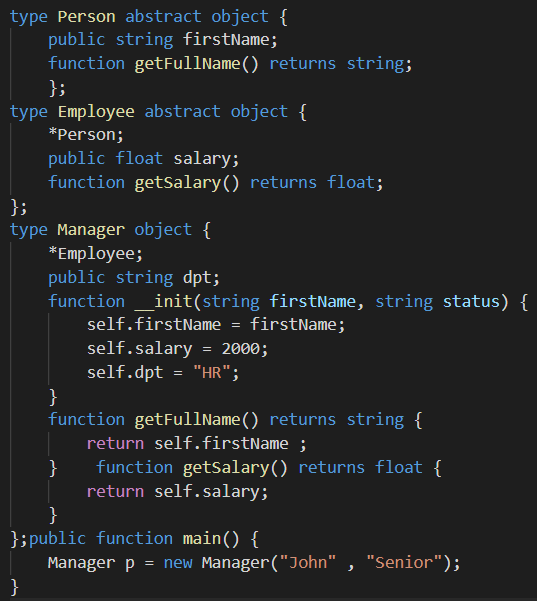 type Person abstract object {
    public string firstName;
    function getFullName() returns string;
    };
type Employee abstract object {
    *Person;
    public float salary;
    function getSalary() returns float;
};
type Manager object {
    *Employee;
    public string dpt;
    function __init(string firstName, string status) {
        self.firstName = firstName;
        self.salary = 2000;
        self.dpt = "HR";
    }
    function getFullName() returns string {
        return self.firstName ;
    }    function getSalary() returns float {
        return self.salary;
    }
};public function main() {
    Manager p = new Manager("John" , "Senior");
}